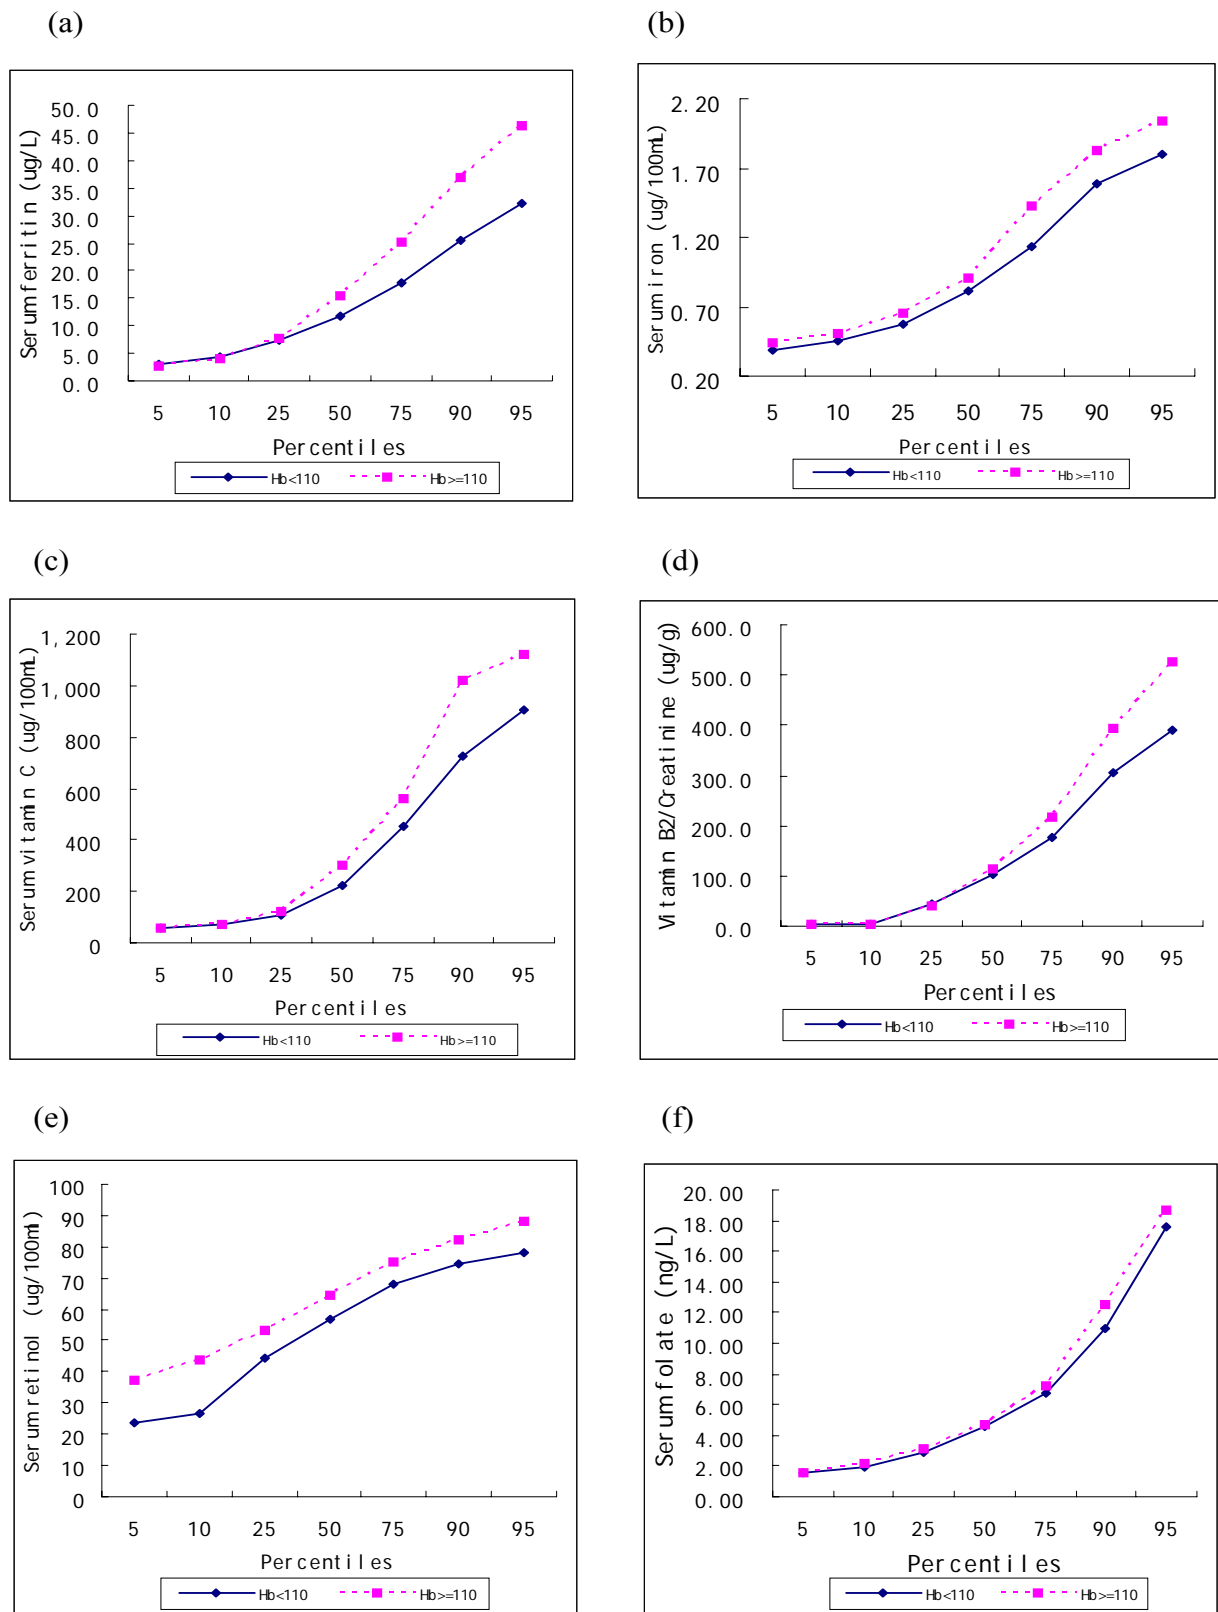 (a)
Serum ferritin (ug/L)
50.0
45.0
40.0
35.0
30.0
25.0
20.0
15.0
10.0
5.0
0.0
5 10 25 50 75 90 95
Percentiles
Hb<110 Hb>=110
(b)
Serum iron (ug/100mL)
2.20
1.70
1.20
0.70
0.20
5 10 25 50 75 90 95
Percentiles
Hb<110 Hb>=110
(c)
Serum vitamin C (ug/100mL)
1,200
1,000
800
600
400
200
0
5 10 25 50 75 90 95
Percentiles
Hb<110 Hb>=110
(d)
Vitamin B2/Creatinine (ug/g)
600.0
500.0
400.0
300.0
200.0
100.0
0.0
5 10 25 50 75 90 95
Percentiles
Hb<110 Hb>=110
(e)
Serum retinol (ug/100ml)
100
90
80
70
60
50
40
30
20
10
0
5 10 25 50 75 90 95
Percentiles
Hb<110 Hb>=110
(f)
Serum folate (ng/L)
20.00
18.00
16.00
14.00
12.00
10.00
8.00
6.00
4.00
2.00
0.00
5 10 25 50 75 90 95
Percentiles
Hb<110 Hb>=110